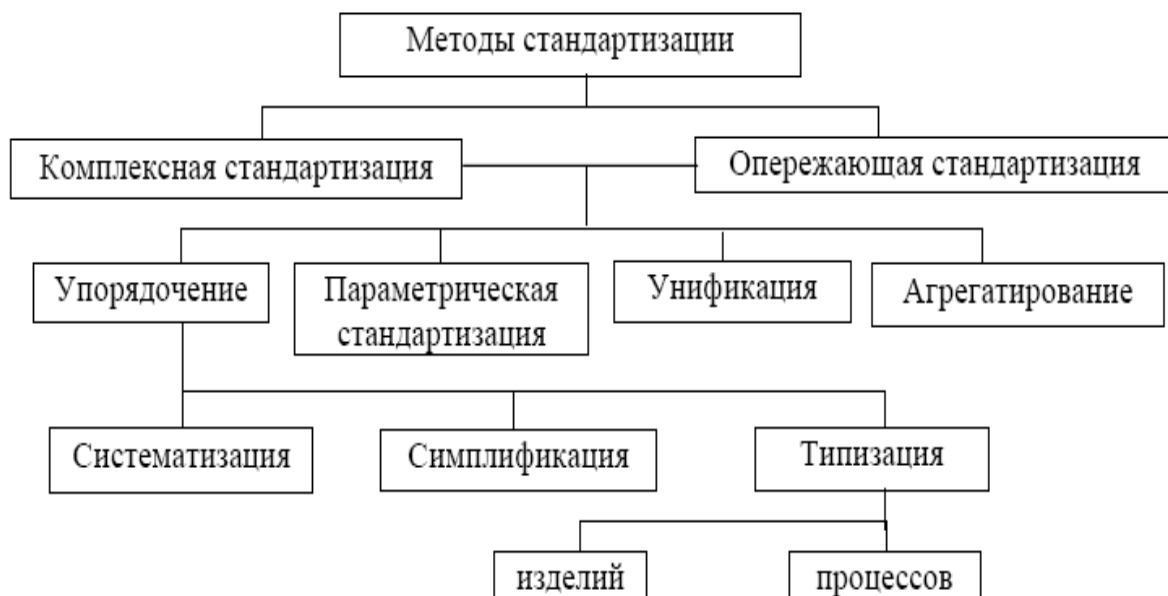 Методы стандартизации
Комплексная стандартизация
Опережающая стандартизация
Упорядочение
Параметрическая
стандартизация
Унификация
Агрегатирование
Систематизация
Симплификация
Типизация
изделий
процессов